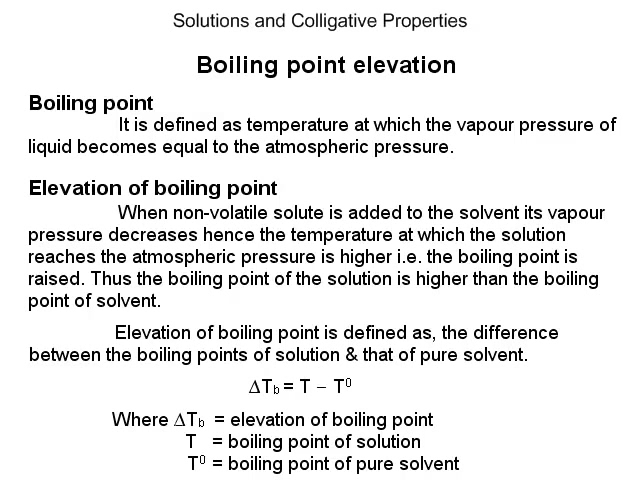 Solutions and Colligative Properties
Boiling point elevation
Boiling point
It is defined as temperature at which the vapour pressure of
liquid becomes equal to the atmospheric pressure.
Elevation of boiling point
When non-volatile solute is added to the solvent its vapour
pressure decreases hence the temperature at which the solution
reaches the atmospheric pressure is higher i.e. the boiling point is
raised. Thus the boiling point of the solution is higher than the boiling
point of solvent.
Elevation of boiling point is defined as, the difference
between the boiling points of solution & that of pure solvent.
∆Tb = T – T⁰
Where ∆Tb = elevation of boiling point
T = boiling point of solution
T⁰ = boiling point of pure solvent